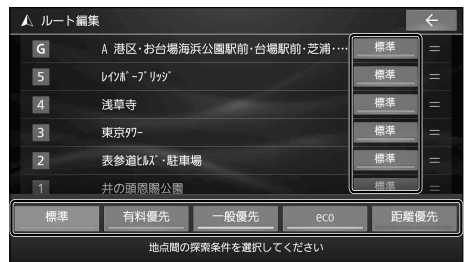 ルート編集
G A 港区・お台場海浜公園駅前・台場駅前・芝浦・… 標準
5 ﾚｲﾝﾎﾞｰﾌﾞﾘｯｼﾞ 標準
4 浅草寺 標準
3 東京ﾀﾜｰ 標準
2 表参道ﾋﾙｽﾞ・駐車場 標準
1 井の頭恩賜公園 標準
標準 有料優先 一般優先 eco 距離優先
地点間の探索条件を選択してください